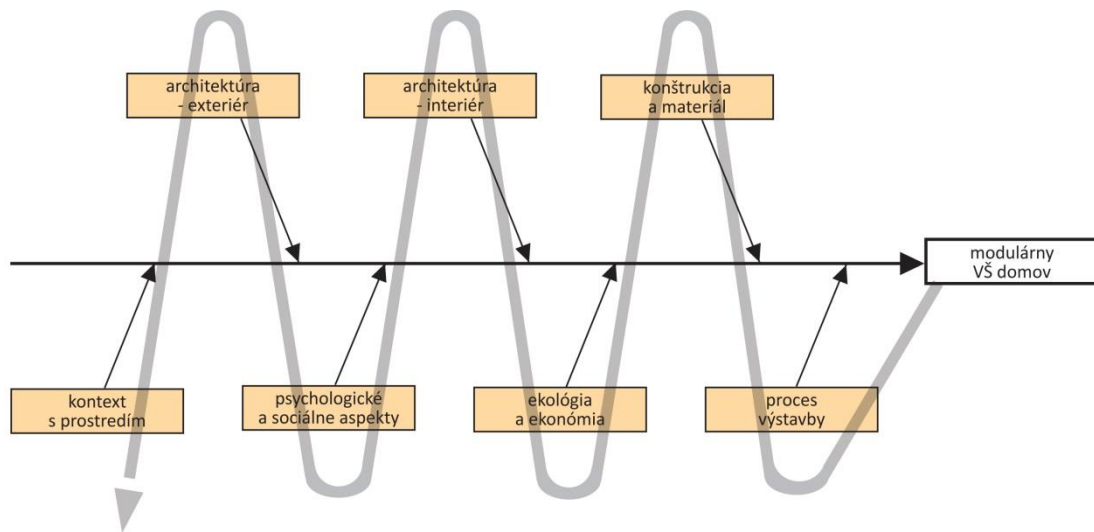 architektúra
- exteriér
architektúra
- interiér
konštrukcia
a materiál
modulárny
VŠ domov
kontext
s prostredím
psychologické
a sociálne aspekty
ekológia
a ekonómia
proces
výstavby